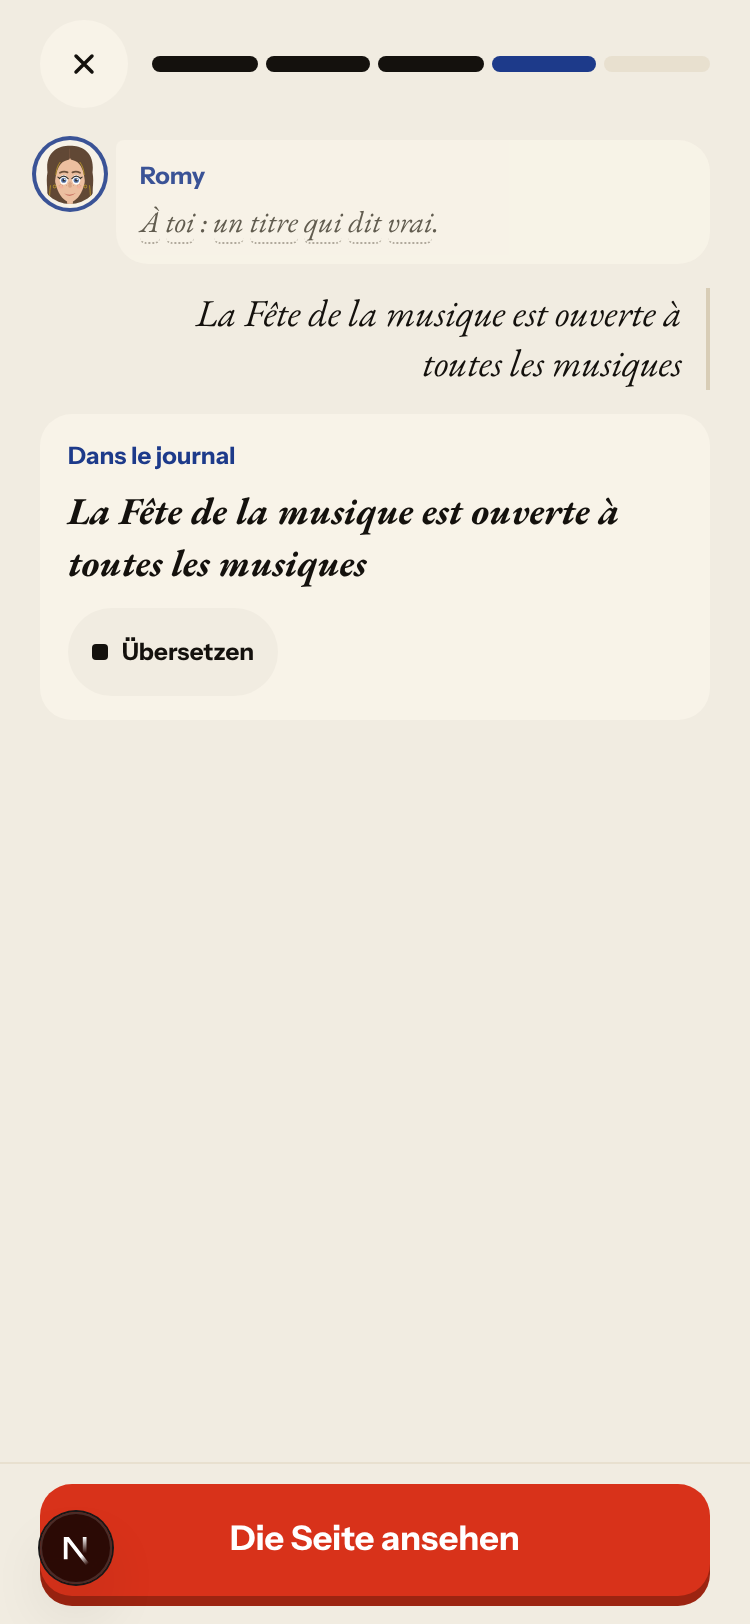 Romy
À toi : un titre qui dit vrai.
La Fête de la musique est ouverte à
toutes les musiques
Dans le journal
La Fête de la musique est ouverte à
toutes les musiques
Übersetzen
Die Seite ansehen
N